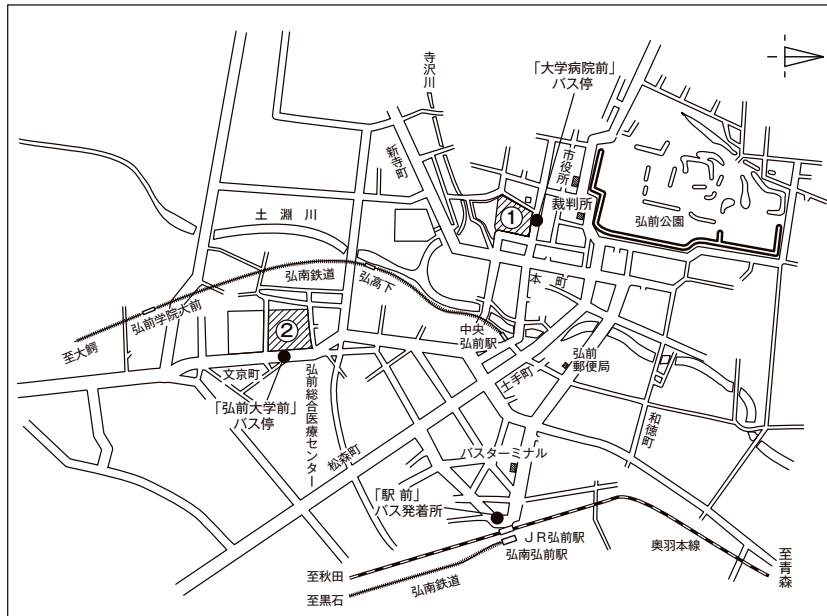 寺沢川
「大学病院前」
バス停
新寺町
市役所
裁判所
①
弘前公園
土淵川
弘南鉄道
弘高下
本町
中央
弘前駅
弘前学院大前
至大鰐
②
文京町
「弘前大学前」
バス停
弘前総合医療センター
土手町
弘前
郵便局
和徳町
松森町
バスターミナル
「駅前」
バス発着所
JR弘前駅
弘南弘前駅
奥羽本線
至青森
至秋田
至黒石
弘南鉄道